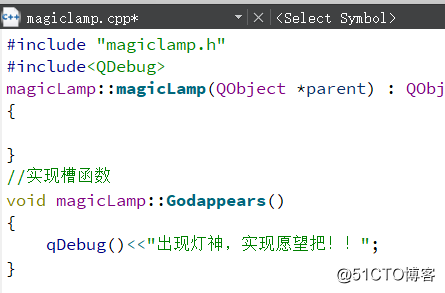 magiclamp.cpp*
<Select Symbol>
#include "magiclamp.h"
#include<QDebug>
magicLamp::magicLamp(QObject *parent) : QObj
{
}
//实现槽函数
void magicLamp::Godappears()
{
qDebug()<<"出现灯神，实现愿望把！！";
}
@51CTO博客